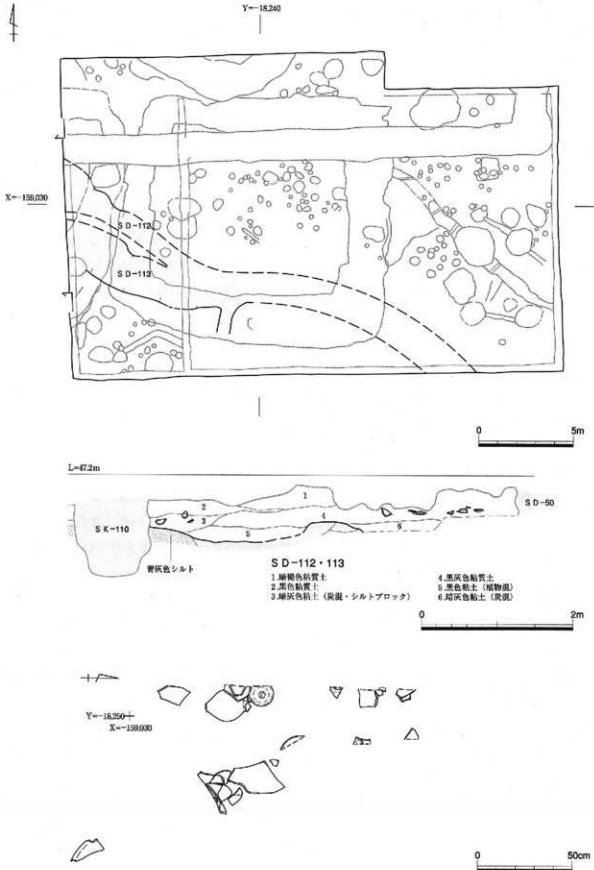 Y=-18,240
X=-159,030
SD-112
SD-113
0 5m
L=47.2m
1
2
3
4
5
6
SK-110
SD-50
青灰色シルト
SD-112・113
1.暗褐色粘質土
2.黒色粘質土
3.暗灰色粘土（炭混・シルトブロック）
4.黒灰色粘質土
5.黒色粘土（植物混）
6.暗灰色粘土（炭混）
0 2m
Y=-18,250
X=-159,030
0 50cm